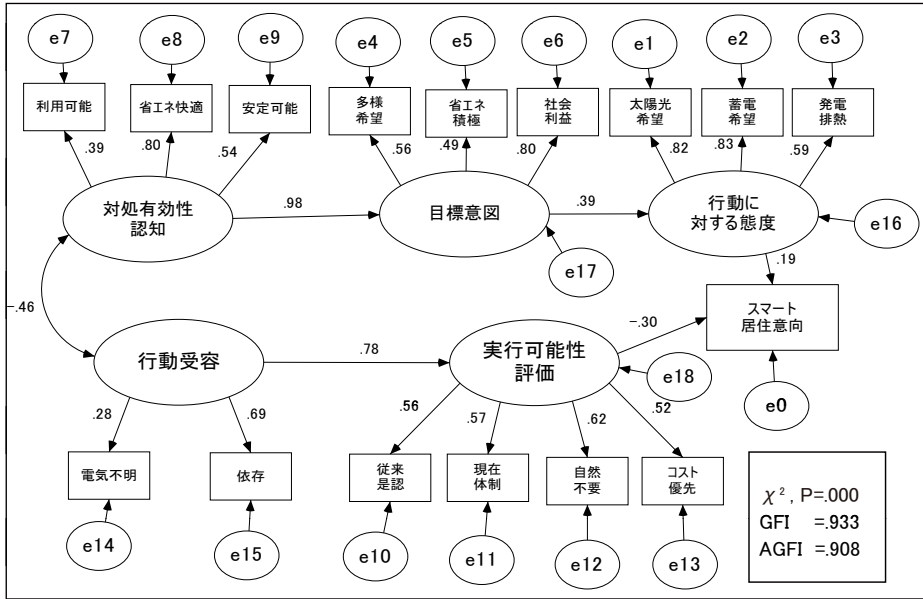 e7
e8
e9
e4
e5
e6
e1
e2
e3
利用可能
省エネ快適
安定可能
多様
希望
省エネ
積極
社会
利益
太陽光
希望
蓄電
希望
発電
排熱
.39
.80
.54
.56
.49
.80
.82
.83
.59
対処有効性
認知
.98
目標意図
.39
行動に
対する態度
e16
e17
.19
-.46
スマート
居住意向
-.30
行動受容
.78
実行可能性
評価
e18
e0
.28
.69
.56
.57
.62
.52
電気不明
依存
従来
是認
現在
体制
自然
不要
コスト
優先
e14
e15
e10
e11
e12
e13
χ², P=.000
GFI =.933
AGFI =.908